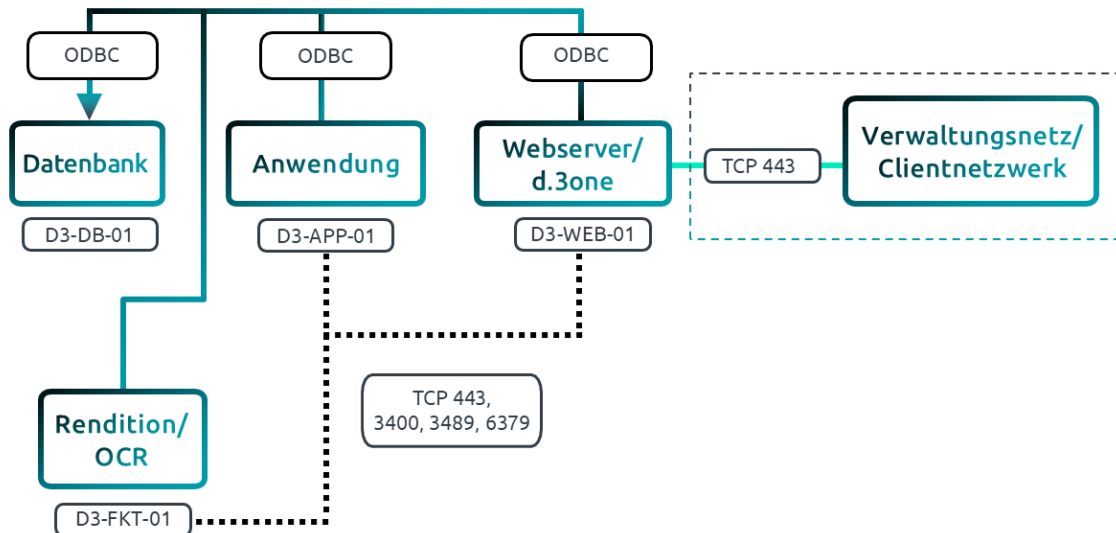 ODBC
ODBC
ODBC
Datenbank
Anwendung
Webserver/
d.3one
TCP 443
Verwaltungsnetz/
Clientnetzwerk
D3-DB-01
D3-APP-01
D3-WEB-01
TCP 443,
3400, 3489, 6379
Rendition/
OCR
D3-FKT-01